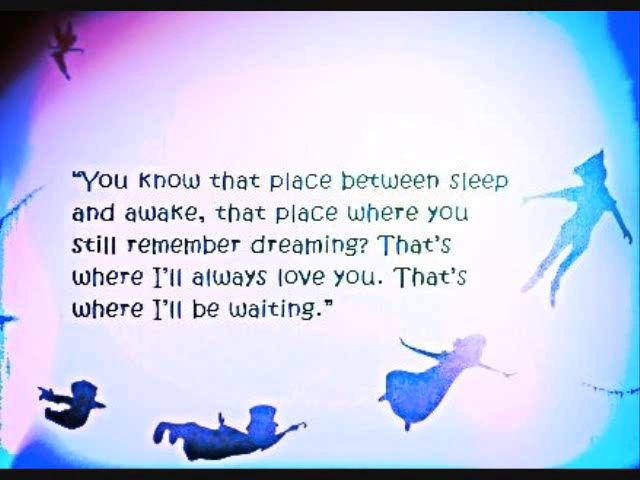 "You know that place between sleep
and awake, that place where you
still remember dreaming? That's
where I'll always love you. That's
where I'll be waiting."